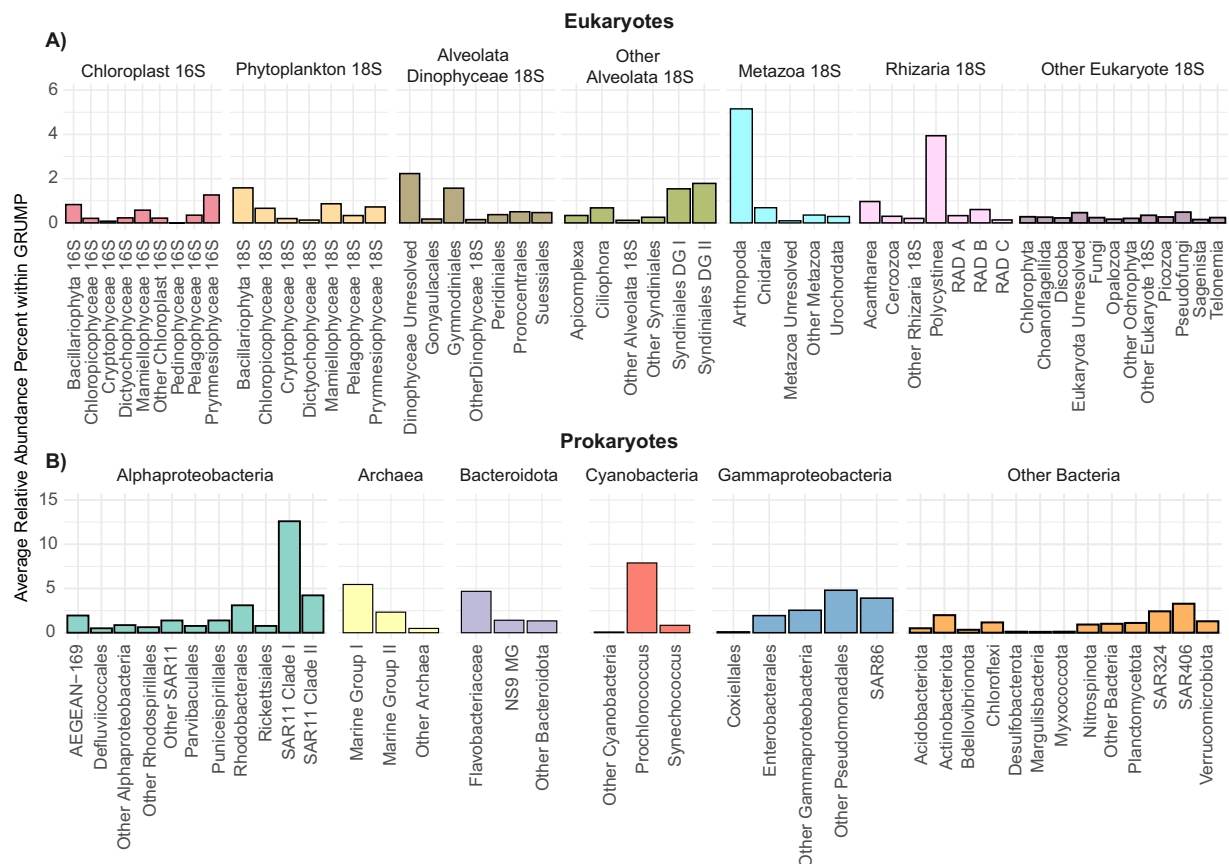 Eukaryotes
A)
Chloroplast 16S
Phytoplankton 18S
Alveolata
Dinophyceae 18S
Other
Alveolata 18S
Metazoa 18S
Rhizaria 18S
Other Eukaryote 18S
6
4
2
0
Bacillariophyta 16S
Chloropicophyceae 16S
Cryptophyceae 16S
Dictyochophyceae 16S
Mamiellophyceae 16S
Other Chloroplast 16S
Pedinophyceae 16S
Pelagophyceae 16S
Prymnesiophyceae 16S
Bacillariophyta 18S
Chloropicophyceae 18S
Cryptophyceae 18S
Dictyochophyceae 18S
Mamiellophyceae 18S
Pelagophyceae 18S
Prymnesiophyceae 18S
Dinophyceae Unresolved
Gonyaulacales
Gymnodiniales
OtherDinophyceae 18S
Peridiniales
Prorocentrales
Suessiales
Apicomplexa
Ciliophora
Other Alveolata 18S
Other Syndiniales
Syndiniales DG I
Syndiniales DG II
Arthropoda
Cnidaria
Metazoa Unresolved
Other Metazoa
Urochordata
Acantharea
Cercozoa
Other Rhizaria 18S
Polycystinea
RAD A
RAD B
RAD C
Chlorophyta
Choanoflagellida
Discoba
Eukaryota Unresolved
Fungi
Opalozoa
Other Ochrophyta
Other Eukaryote 18S
Picozoa
Pseudofungi
Sagenista
Telonemia
Average Relative Abundance Percent within GRUMP
Prokaryotes
B)
Alphaproteobacteria
Archaea
Bacteroidota
Cyanobacteria
Gammaproteobacteria
Other Bacteria
15
10
5
0
AEGEAN−169
Defluviicoccales
Other Alphaproteobacteria
Other Rhodospirillales
Other SAR11
Parvibaculales
Puniceispirillales
Rhodobacterales
Rickettsiales
SAR11 Clade I
SAR11 Clade II
Marine Group I
Marine Group II
Other Archaea
Flavobacteriaceae
NS9 MG
Other Bacteroidota
Other Cyanobacteria
Prochlorococcus
Synechococcus
Coxiellales
Enterobacterales
Other Gammaproteobacteria
Other Pseudomonadales
SAR86
Acidobacteriota
Actinobacteriota
Bdellovibrionota
Chloroflexi
Desulfobacterota
Margulisbacteria
Myxococcota
Nitrospinota
Other Bacteria
Planctomycetota
SAR324
SAR406
Verrucomicrobiota